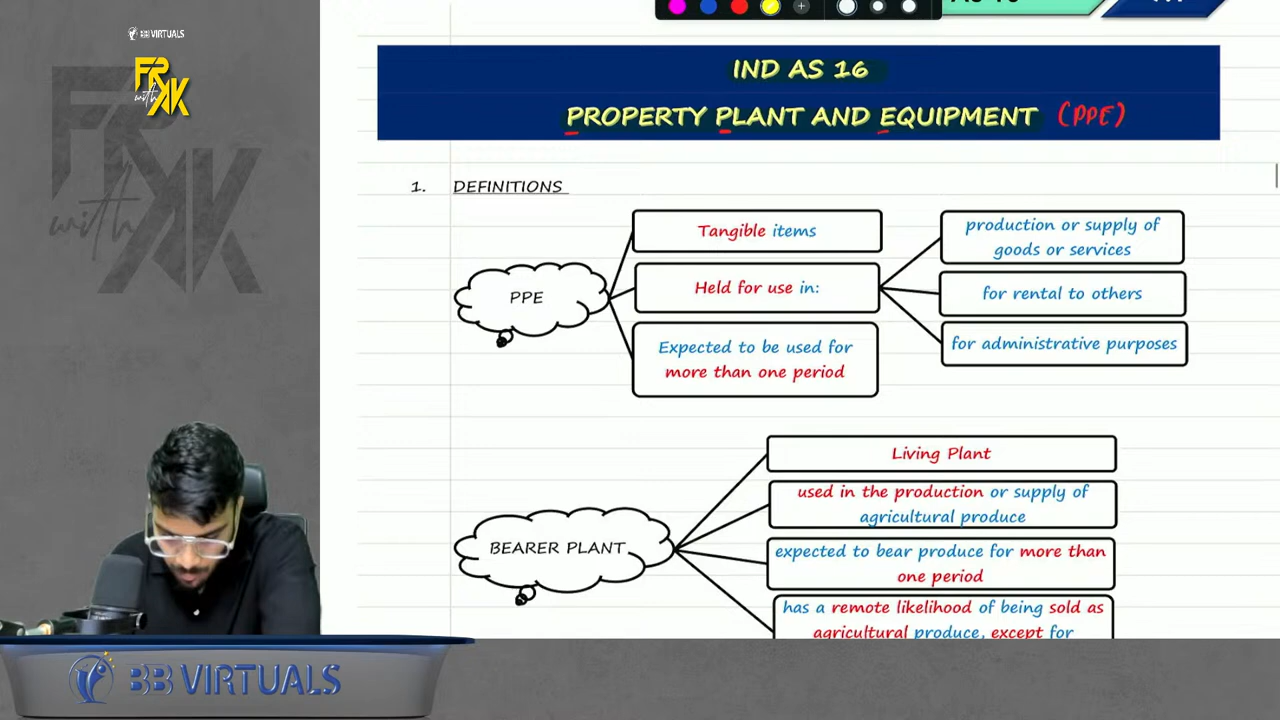 BB VIRTUALS
FR
with
AK
FR
with
AK
IND AS 16
PROPERTY PLANT AND EQUIPMENT (PPE)
1. DEFINITIONS
PPE
Tangible items
Held for use in:
Expected to be used for
more than one period
production or supply of
goods or services
for rental to others
for administrative purposes
BEARER PLANT
Living Plant
used in the production or supply of
agricultural produce
expected to bear produce for more than
one period
has a remote likelihood of being sold as
agricultural produce, except for
BB VIRTUALS